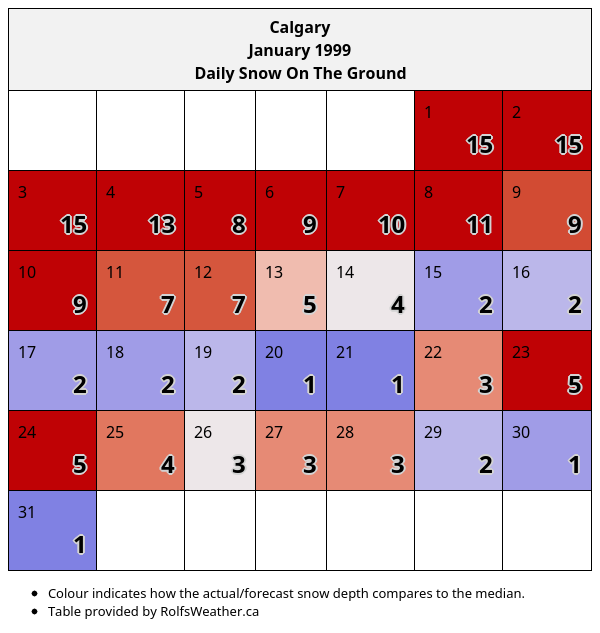 Calgary
January 1999
Daily Snow On The Ground
1 2
15 15
3 4 5 6 7 8 9
15 13 8 9 10 11 9
10 11 12 13 14 15 16
9 7 7 5 4 2 2
17 18 19 20 21 22 23
2 2 2 1 1 3 5
24 25 26 27 28 29 30
5 4 3 3 3 2 1
31
1
• Colour indicates how the actual/forecast snow depth compares to the median.
• Table provided by RolfsWeather.ca